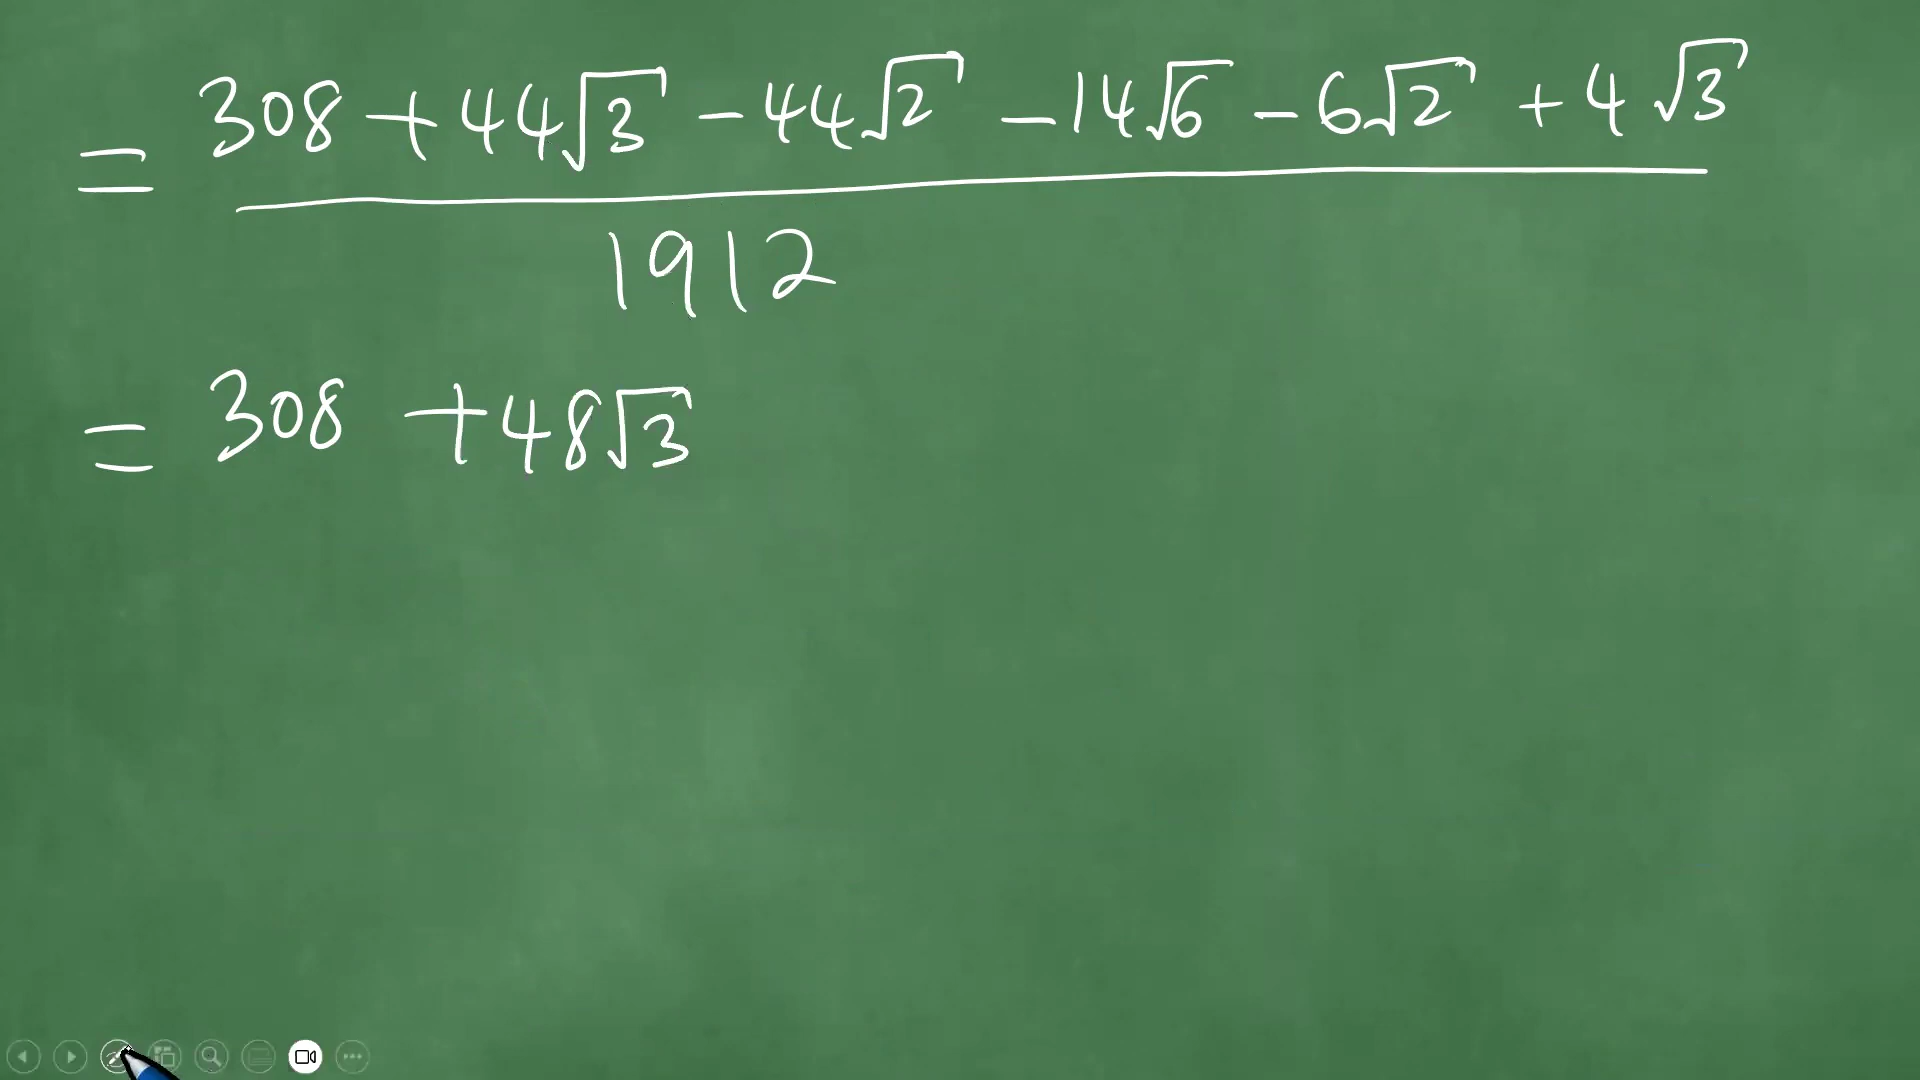 = 308 + 44√3 − 44√2 − 14√6 − 6√2 + 4√3
1912
= 308 + 48√3